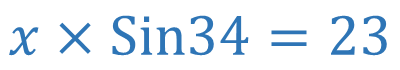 x × Sin34 = 23